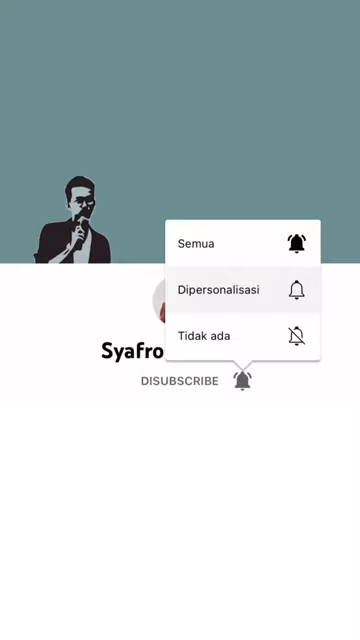 Semua
Dipersonalisasi
Tidak ada
Syafro
DISUBSCRIBE